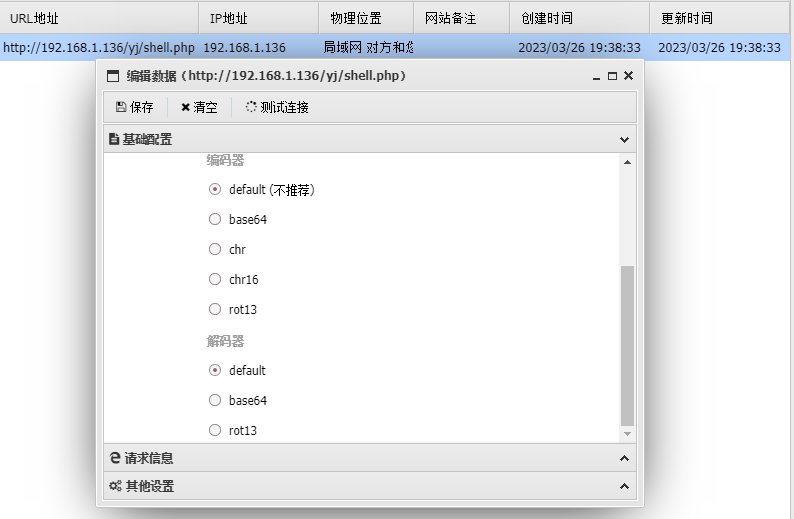 URL地址 IP地址 物理位置 网站备注 创建时间 更新时间
http://192.168.1.136/yj/shell.php 192.168.1.136 局域网 对方和您 2023/03/26 19:38:33 2023/03/26 19:38:33
编辑数据 (http://192.168.1.136/yj/shell.php)
保存 清空 测试连接
基础配置
编码器
default (不推荐)
base64
chr
chr16
rot13
解码器
default
base64
rot13
请求信息
其他设置